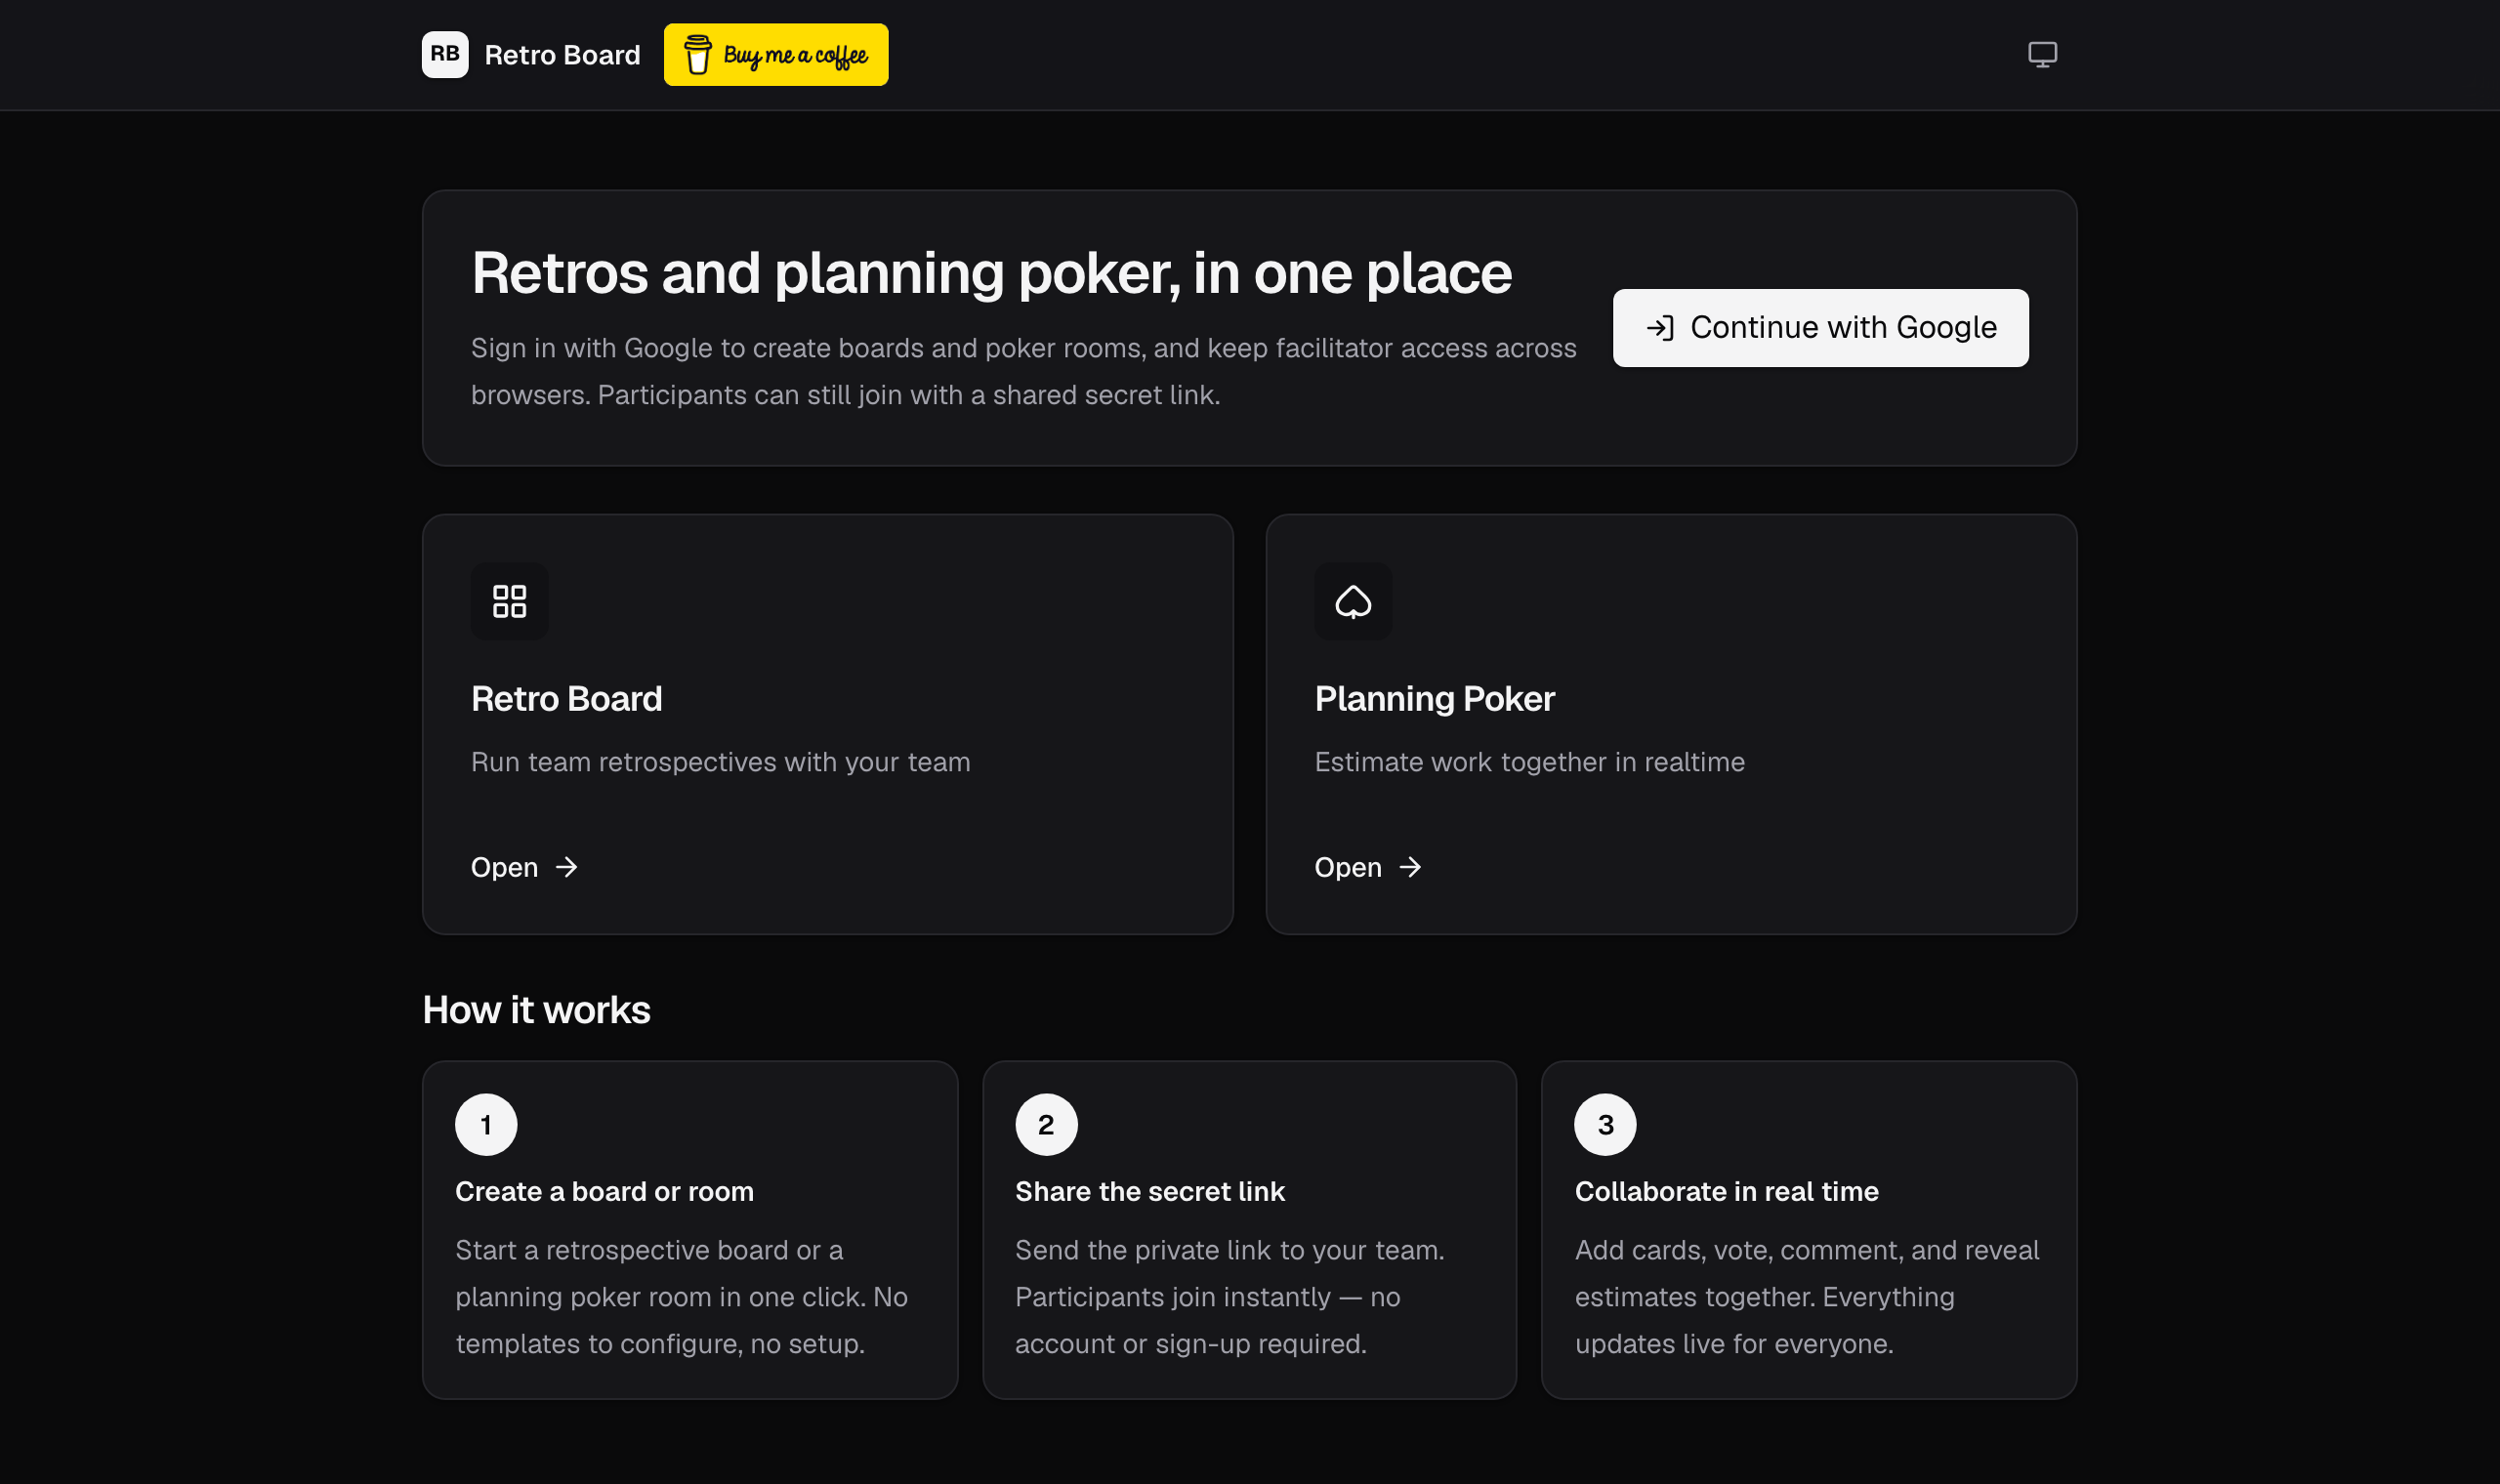 RB Retro Board Buy me a coffee
Retros and planning poker, in one place
Sign in with Google to create boards and poker rooms, and keep facilitator access across
browsers. Participants can still join with a shared secret link.
Continue with Google
Retro Board
Run team retrospectives with your team
Open
Planning Poker
Estimate work together in realtime
Open
How it works
1
Create a board or room
Start a retrospective board or a
planning poker room in one click. No
templates to configure, no setup.
2
Share the secret link
Send the private link to your team.
Participants join instantly — no
account or sign-up required.
3
Collaborate in real time
Add cards, vote, comment, and reveal
estimates together. Everything
updates live for everyone.